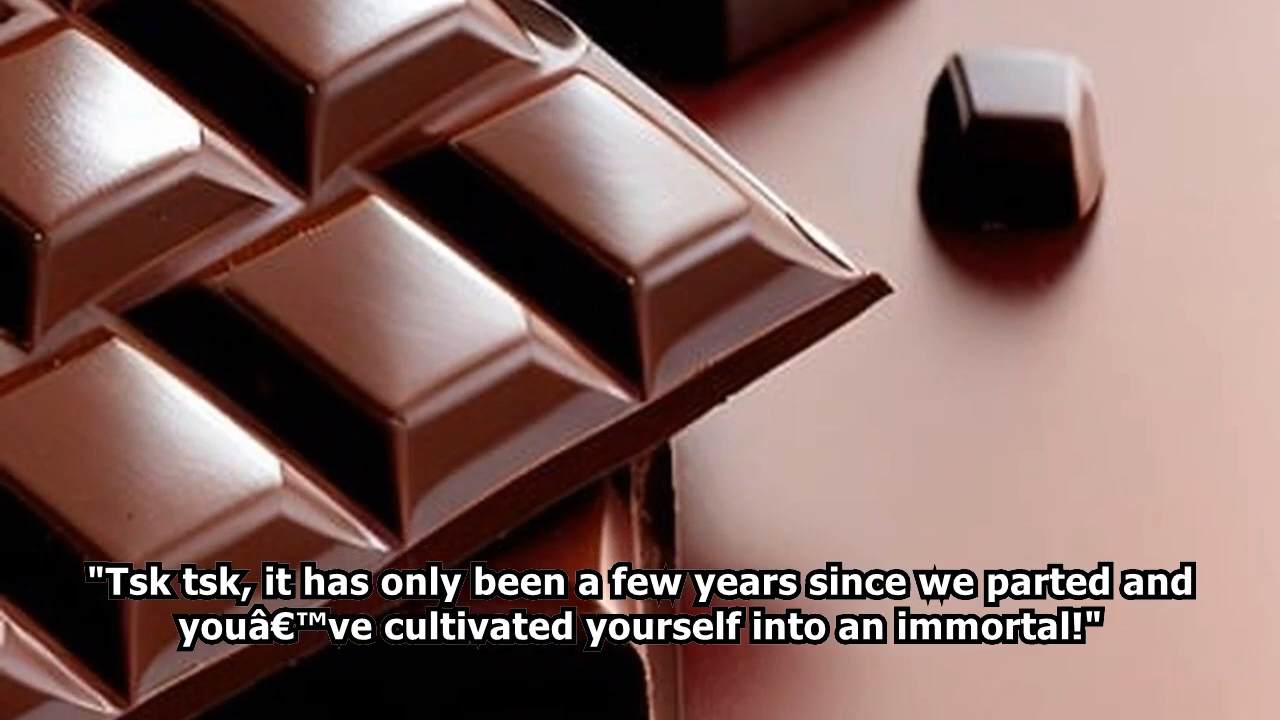 "Tsk tsk, it has only been a few years since we parted and
youâ€™ve cultivated yourself into an immortal!"